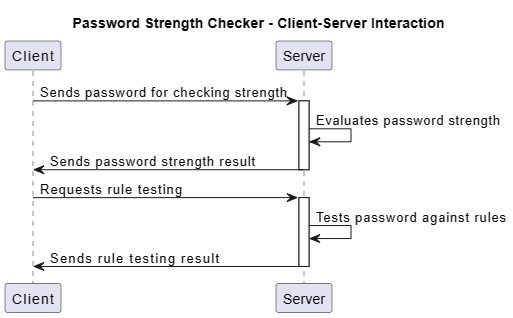 Password Strength Checker - Client-Server Interaction
Client
Server
Sends password for checking strength
Evaluates password strength
Sends password strength result
Requests rule testing
Tests password against rules
Sends rule testing result
Client
Server